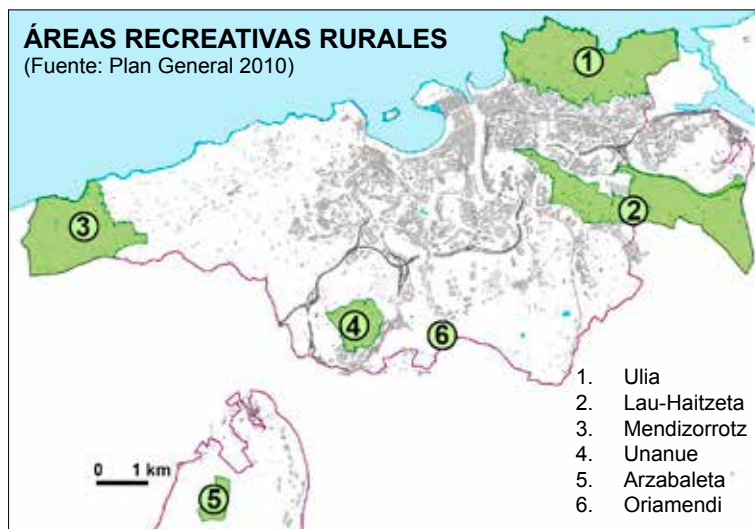 ÁREAS RECREATIVAS RURALES
(Fuente: Plan General 2010)
1
2
3
4
6
1. Ulia
2. Lau-Haitzeta
3. Mendizorrotz
4. Unanue
5. Arzabaleta
6. Oriamendi
0 1 km
5